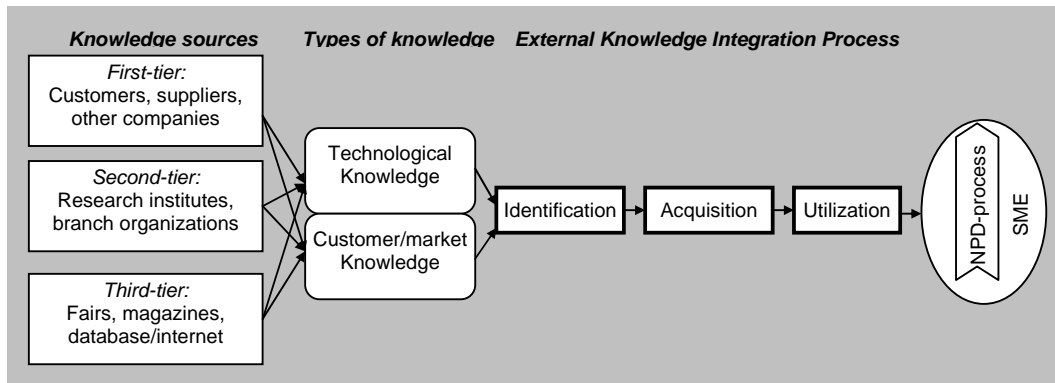 Knowledge sources
Types of knowledge
External Knowledge Integration Process
First-tier:
Customers, suppliers,
other companies
Second-tier:
Research institutes,
branch organizations
Third-tier:
Fairs, magazines,
database/internet
Technological
Knowledge
Customer/market
Knowledge
Identification
Acquisition
Utilization
NPD-process
SME